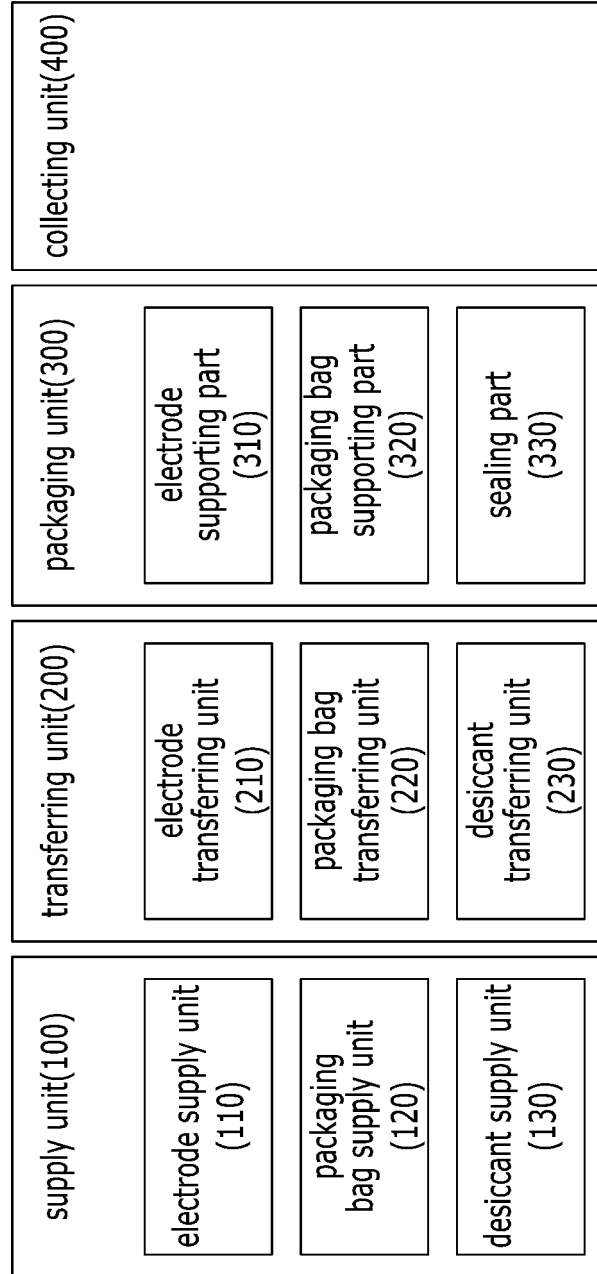 supply unit(100)
electrode supply unit
(110)
packaging
bag supply unit
(120)
desiccant supply unit
(130)
transferring unit(200)
electrode
transferring unit
(210)
packaging bag
transferring unit
(220)
desiccant
transferring unit
(230)
packaging unit(300)
electrode
supporting part
(310)
packaging bag
supporting part
(320)
sealing part
(330)
collecting unit(400)